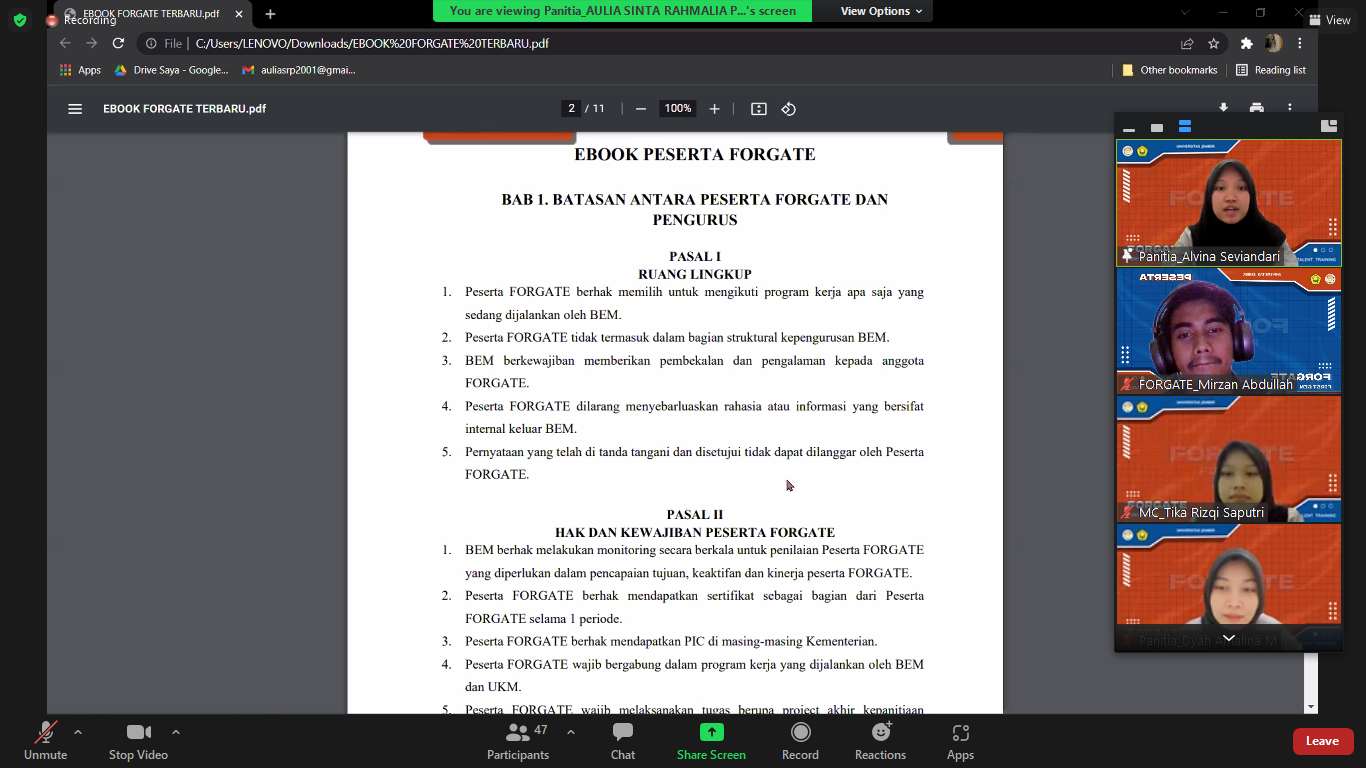 Recording
EBOOK FORGATE TERBARU.pdf
You are viewing Panitia_AULIA SINTA RAHMALIA P...'s screen
View Options
View
File
C:/Users/LENOVO/Downloads/EBOOK%20FORGATE%20TERBARU.pdf
Apps
Drive Saya - Google...
auliasrp2001@gmai...
Other bookmarks
Reading list
EBOOK FORGATE TERBARU.pdf
2 / 11
100%
EBOOK PESERTA FORGATE
BAB 1. BATASAN ANTARA PESERTA FORGATE DAN
PENGURUS
PASAL I
RUANG LINGKUP
1. Peserta FORGATE berhak memilih untuk mengikuti program kerja apa saja yang
sedang dijalankan oleh BEM.
2. Peserta FORGATE tidak termasuk dalam bagian struktural kepengurusan BEM.
3. BEM berkewajiban memberikan pembekalan dan pengalaman kepada anggota
FORGATE.
4. Peserta FORGATE dilarang menyebarluaskan rahasia atau informasi yang bersifat
internal keluar BEM.
5. Pernyataan yang telah di tanda tangani dan disetujui tidak dapat dilanggar oleh Peserta
FORGATE.
PASAL II
HAK DAN KEWAJIBAN PESERTA FORGATE
1. BEM berhak melakukan monitoring secara berkala untuk penilaian Peserta FORGATE
yang diperlukan dalam pencapaian tujuan, keaktifan dan kinerja peserta FORGATE.
2. Peserta FORGATE berhak mendapatkan sertifikat sebagai bagian dari Peserta
FORGATE selama 1 periode.
3. Peserta FORGATE berhak mendapatkan PIC di masing-masing Kementerian.
4. Peserta FORGATE wajib bergabung dalam program kerja yang dijalankan oleh BEM
dan UKM.
5. Peserta FORGATE wajib melaksanakan tugas berupa project akhir kepanitiaan
UNIVERSITAS JEMBER
Panitia_Alvina Seviandari
TALENT TRAINING
PESERTA
FORGATE_Mirzan Abdullah
FORGATE
MC_Tika Rizqi Saputri
TALENT TRAINING
FORGATE
Panitia_Dyah Amalina M
Unmute
Stop Video
Participants
47
Chat
Share Screen
Record
Reactions
Apps
Leave